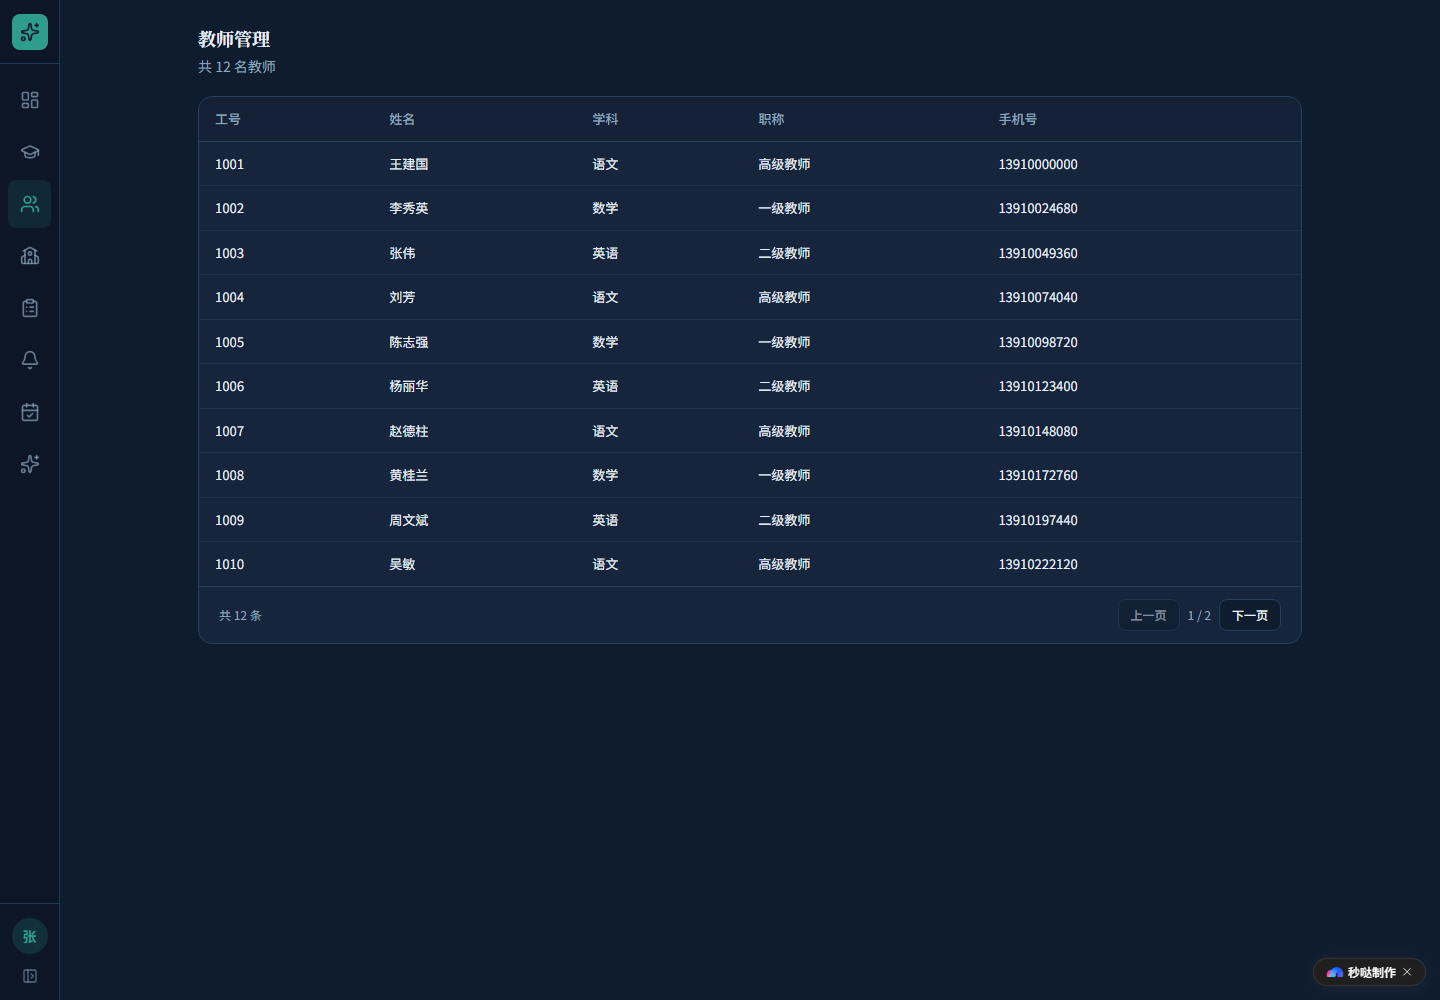 教师管理
共 12 名教师
工号 姓名 学科 职称 手机号
1001 王建国 语文 高级教师 13910000000
1002 李秀英 数学 一级教师 13910024680
1003 张伟 英语 二级教师 13910049360
1004 刘芳 语文 高级教师 13910074040
1005 陈志强 数学 一级教师 13910098720
1006 杨丽华 英语 二级教师 13910123400
1007 赵德柱 语文 高级教师 13910148080
1008 黄桂兰 数学 一级教师 13910172760
1009 周文斌 英语 二级教师 13910197440
1010 吴敏 语文 高级教师 13910222120
共 12 条 上一页 1 / 2 下一页
张
秒哒制作